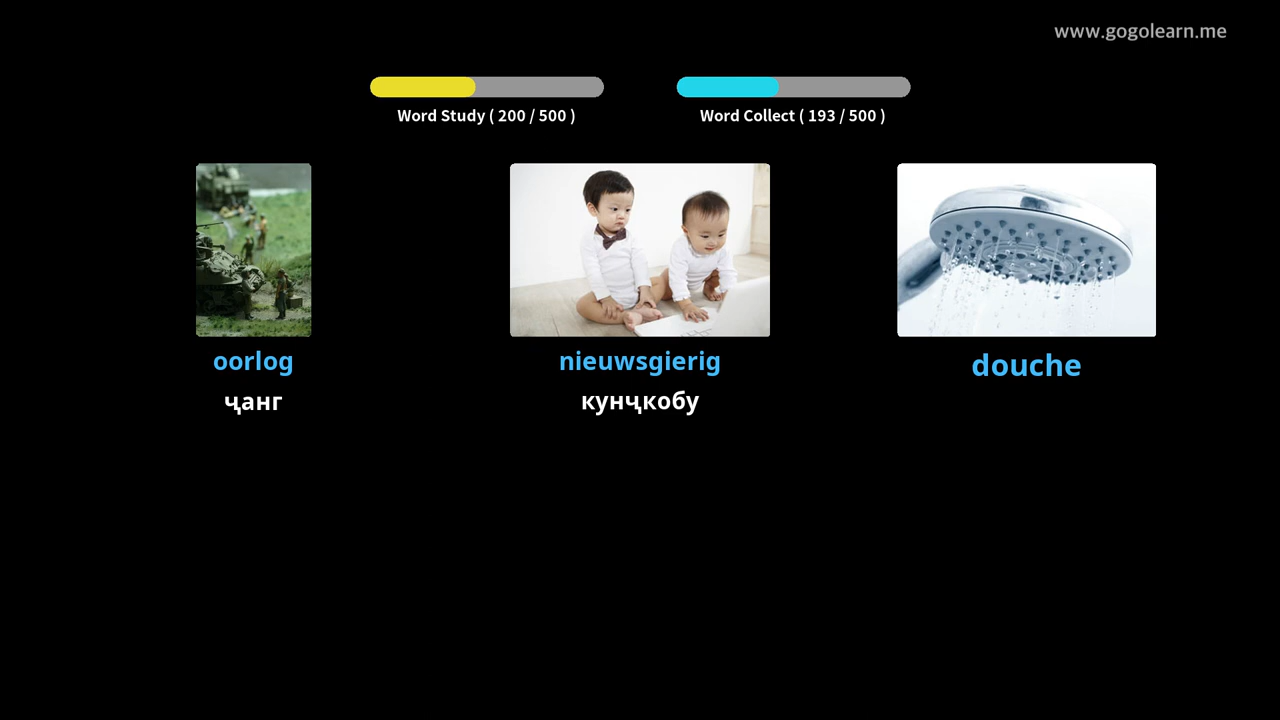 www.gogolearn.me
Word Study ( 200 / 500 )
Word Collect ( 193 / 500 )
oorlog
nieuwsgierig
douche
ҷанг
кунҷкобу